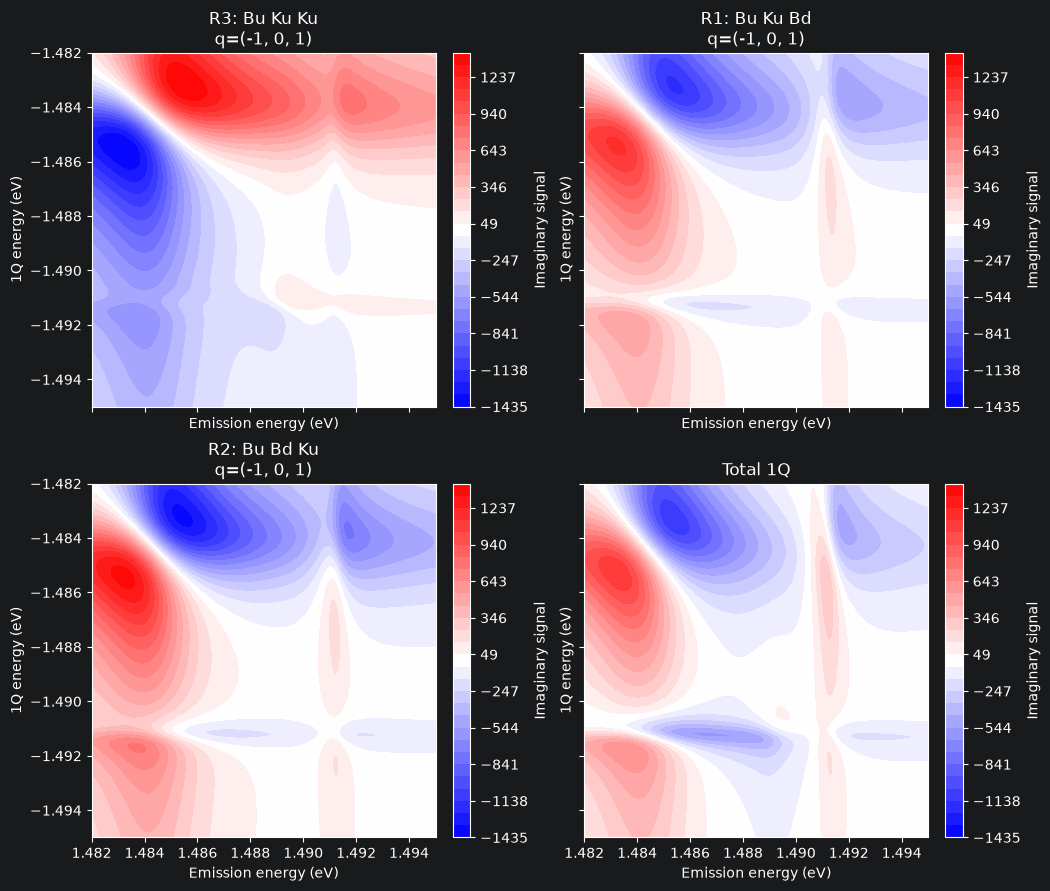 R3: Bu Ku Ku
q=(-1, 0, 1)
−1.482
−1.484
−1.486
−1.488
−1.490
−1.492
−1.494
1Q energy (eV)
Emission energy (eV)
1237
940
643
346
49
−247
−544
−841
−1138
−1435
Imaginary signal
R1: Bu Ku Bd
q=(-1, 0, 1)
1Q energy (eV)
Emission energy (eV)
1237
940
643
346
49
−247
−544
−841
−1138
−1435
Imaginary signal
R2: Bu Bd Ku
q=(-1, 0, 1)
−1.482
−1.484
−1.486
−1.488
−1.490
−1.492
−1.494
1Q energy (eV)
1.482 1.484 1.486 1.488 1.490 1.492 1.494
Emission energy (eV)
1237
940
643
346
49
−247
−544
−841
−1138
−1435
Imaginary signal
Total 1Q
1Q energy (eV)
1.482 1.484 1.486 1.488 1.490 1.492 1.494
Emission energy (eV)
1237
940
643
346
49
−247
−544
−841
−1138
−1435
Imaginary signal